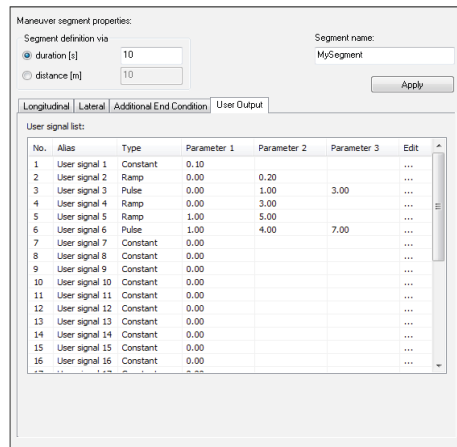 Maneuver segment properties:
Segment definition via
Segment name:
duration [s] 10
MySegment
distance [m] 10
Apply
Longitudinal Lateral Additional End Condition User Output
User signal list:
No. Alias Type Parameter 1 Parameter 2 Parameter 3 Edit
1 User signal 1 Constant 0.10 ...
2 User signal 2 Ramp 0.00 0.20 ...
3 User signal 3 Pulse 0.00 1.00 3.00 ...
4 User signal 4 Ramp 0.00 3.00 ...
5 User signal 5 Ramp 1.00 5.00 ...
6 User signal 6 Pulse 1.00 4.00 7.00 ...
7 User signal 7 Constant 0.00 ...
8 User signal 8 Constant 0.00 ...
9 User signal 9 Constant 0.00 ...
10 User signal 10 Constant 0.00 ...
11 User signal 11 Constant 0.00 ...
12 User signal 12 Constant 0.00 ...
13 User signal 13 Constant 0.00 ...
14 User signal 14 Constant 0.00 ...
15 User signal 15 Constant 0.00 ...
16 User signal 16 Constant 0.00 ...